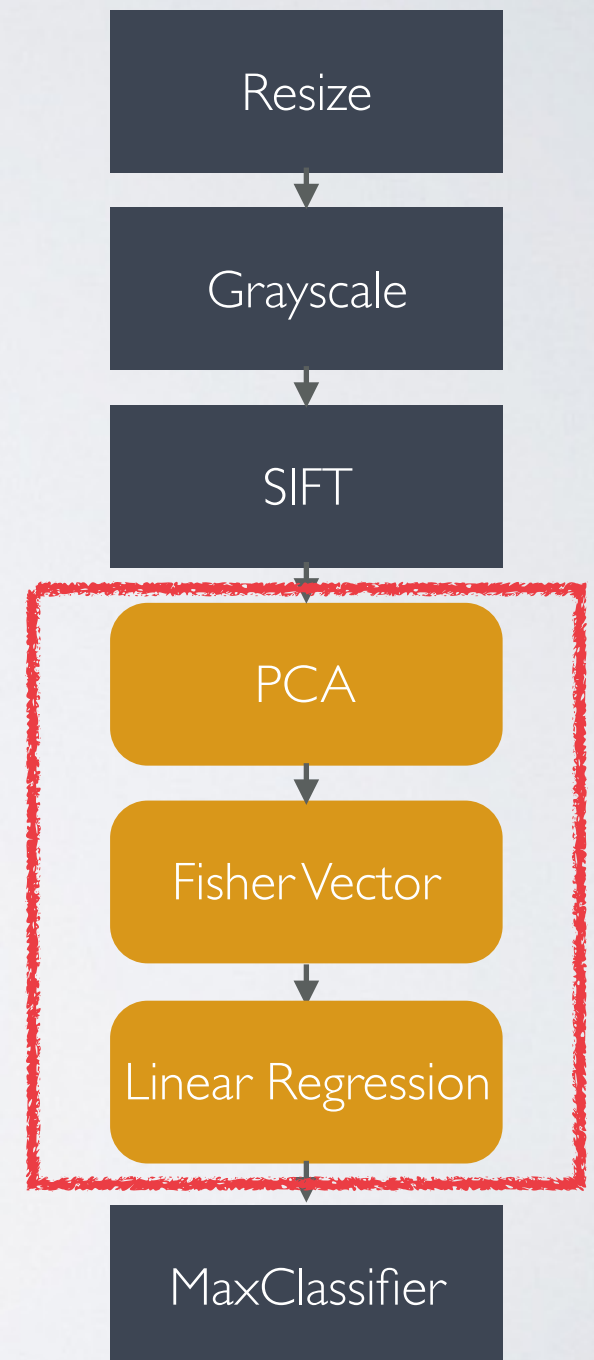 Resize
Grayscale
SIFT
PCA
Fisher Vector
Linear Regression
MaxClassifier